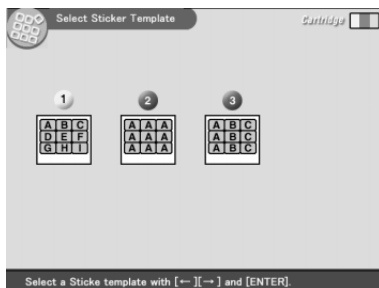 Select Sticker Template
Cartridge
1 2 3
A B C A A A A B C
D E F A A A A B C
G H I A A A A B C
Select a Sticke template with [←][→] and [ENTER].